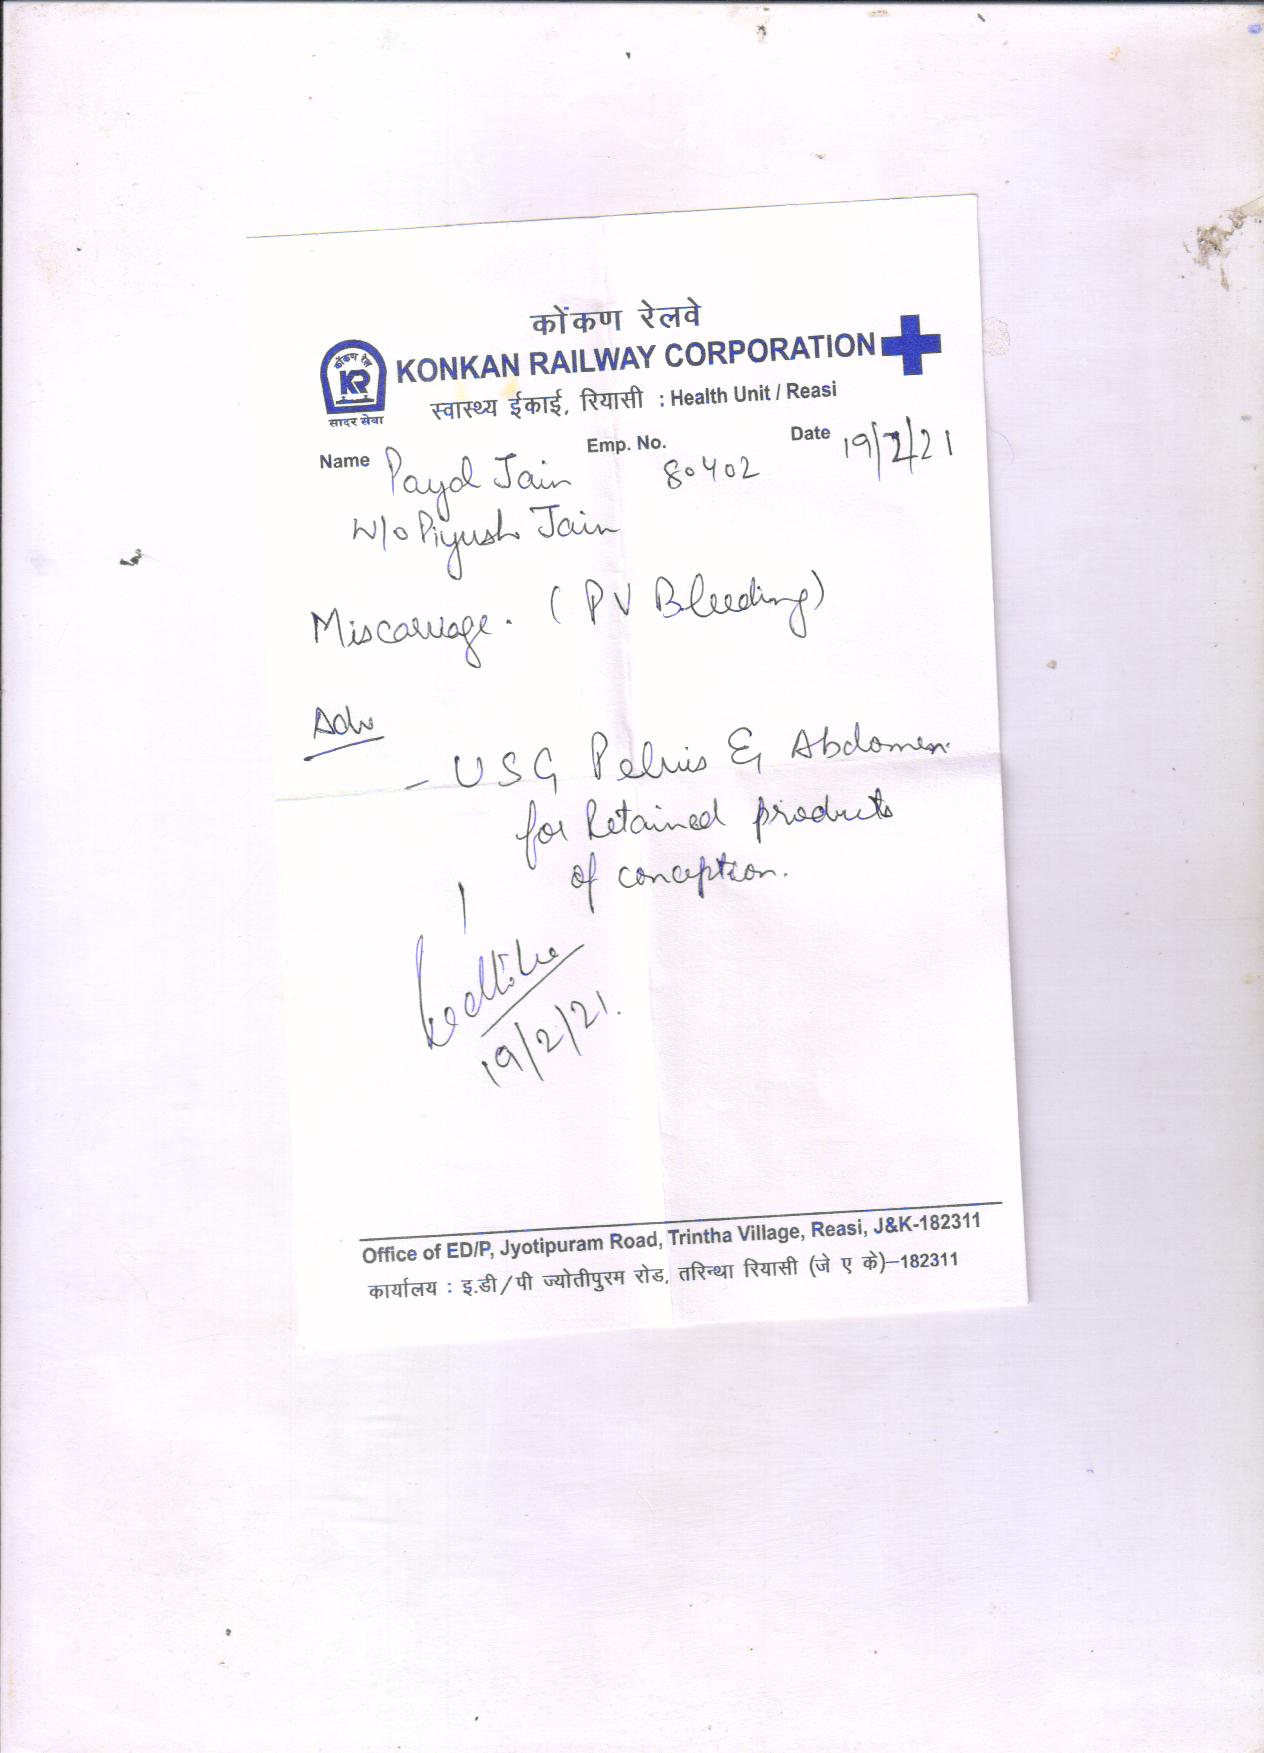 कोंकण रेलवे
KONKAN RAILWAY CORPORATION
कोंकण रेल
KR
सादर सेवा
स्वास्थ्य ईकाई, रियासी : Health Unit / Reasi
Name Payal Jain Emp. No. 80402 Date 19/2/21
W/o Piyush Jain
Miscarriage. (PV Bleeding)
Adv
- USG Pelvis & Abdomen
for Retained products
of conception.
19/2/21.
Office of ED/P, Jyotipuram Road, Trintha Village, Reasi, J&K-182311
कार्यालय : इ.डी/पी ज्योतीपुरम रोड, तरिन्था रियासी (जे ए के)–182311